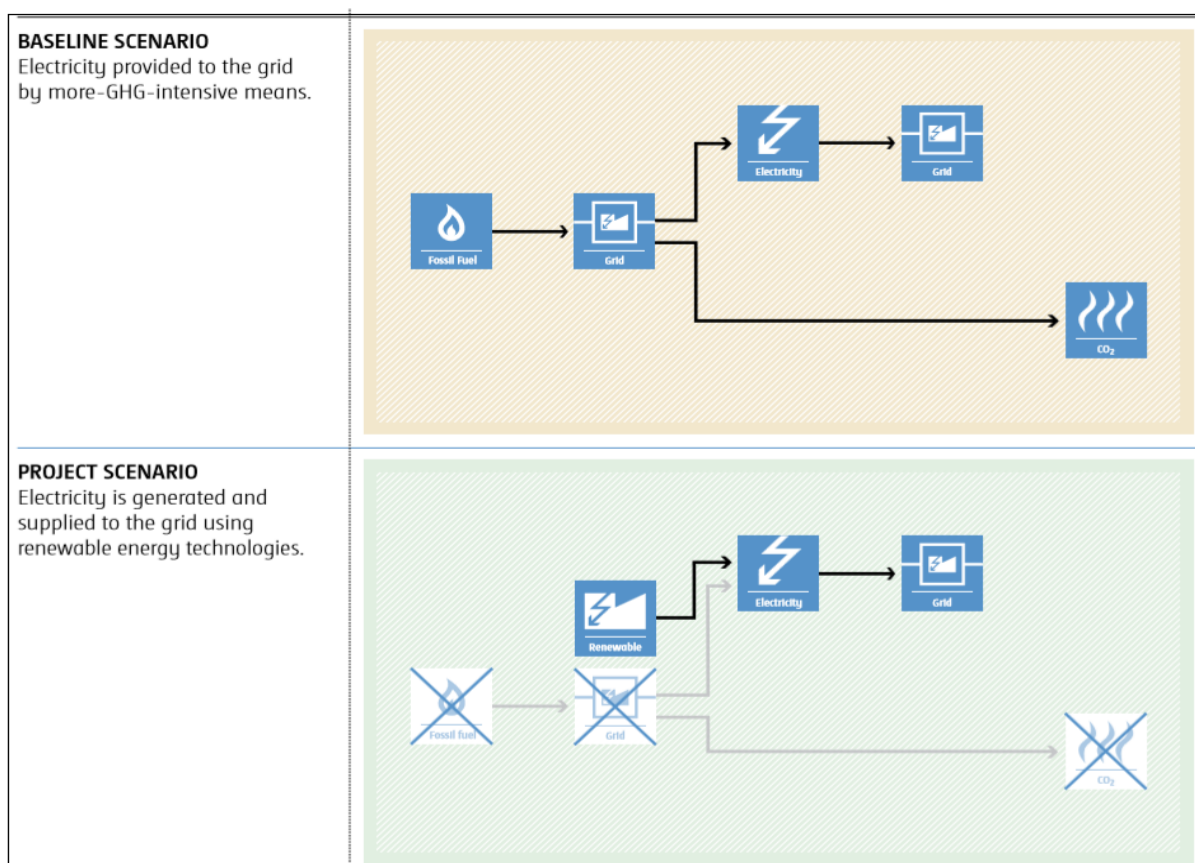 BASELINE SCENARIO
Electricity provided to the grid
by more-GHG-intensive means.
Electricity
Grid
Fossil Fuel
Grid
CO₂
PROJECT SCENARIO
Electricity is generated and
supplied to the grid using
renewable energy technologies.
Electricity
Grid
Renewable
Fossil fuel
Grid
CO₂